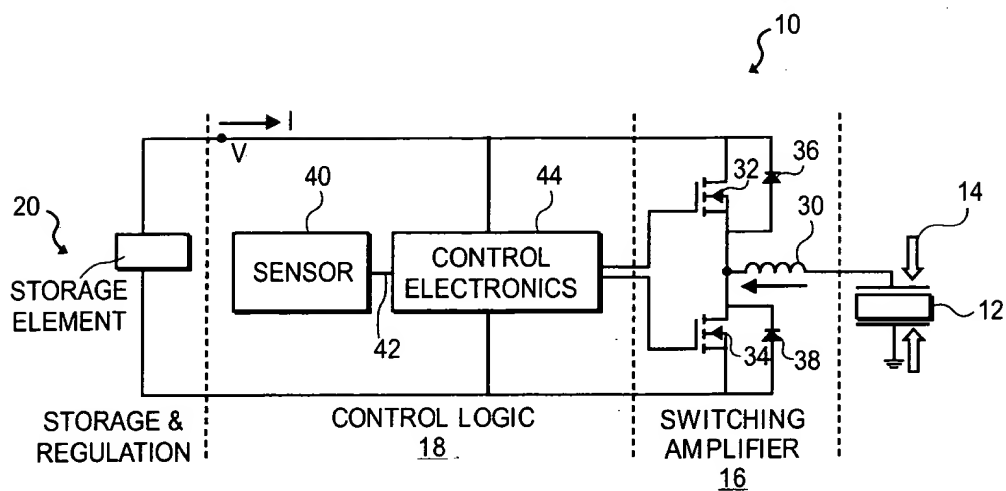 10
I
V
36
32
40
44
20
30
14
SENSOR
CONTROL
ELECTRONICS
STORAGE
ELEMENT
42
34
38
12
STORAGE &
REGULATION
CONTROL LOGIC
18
SWITCHING
AMPLIFIER
16